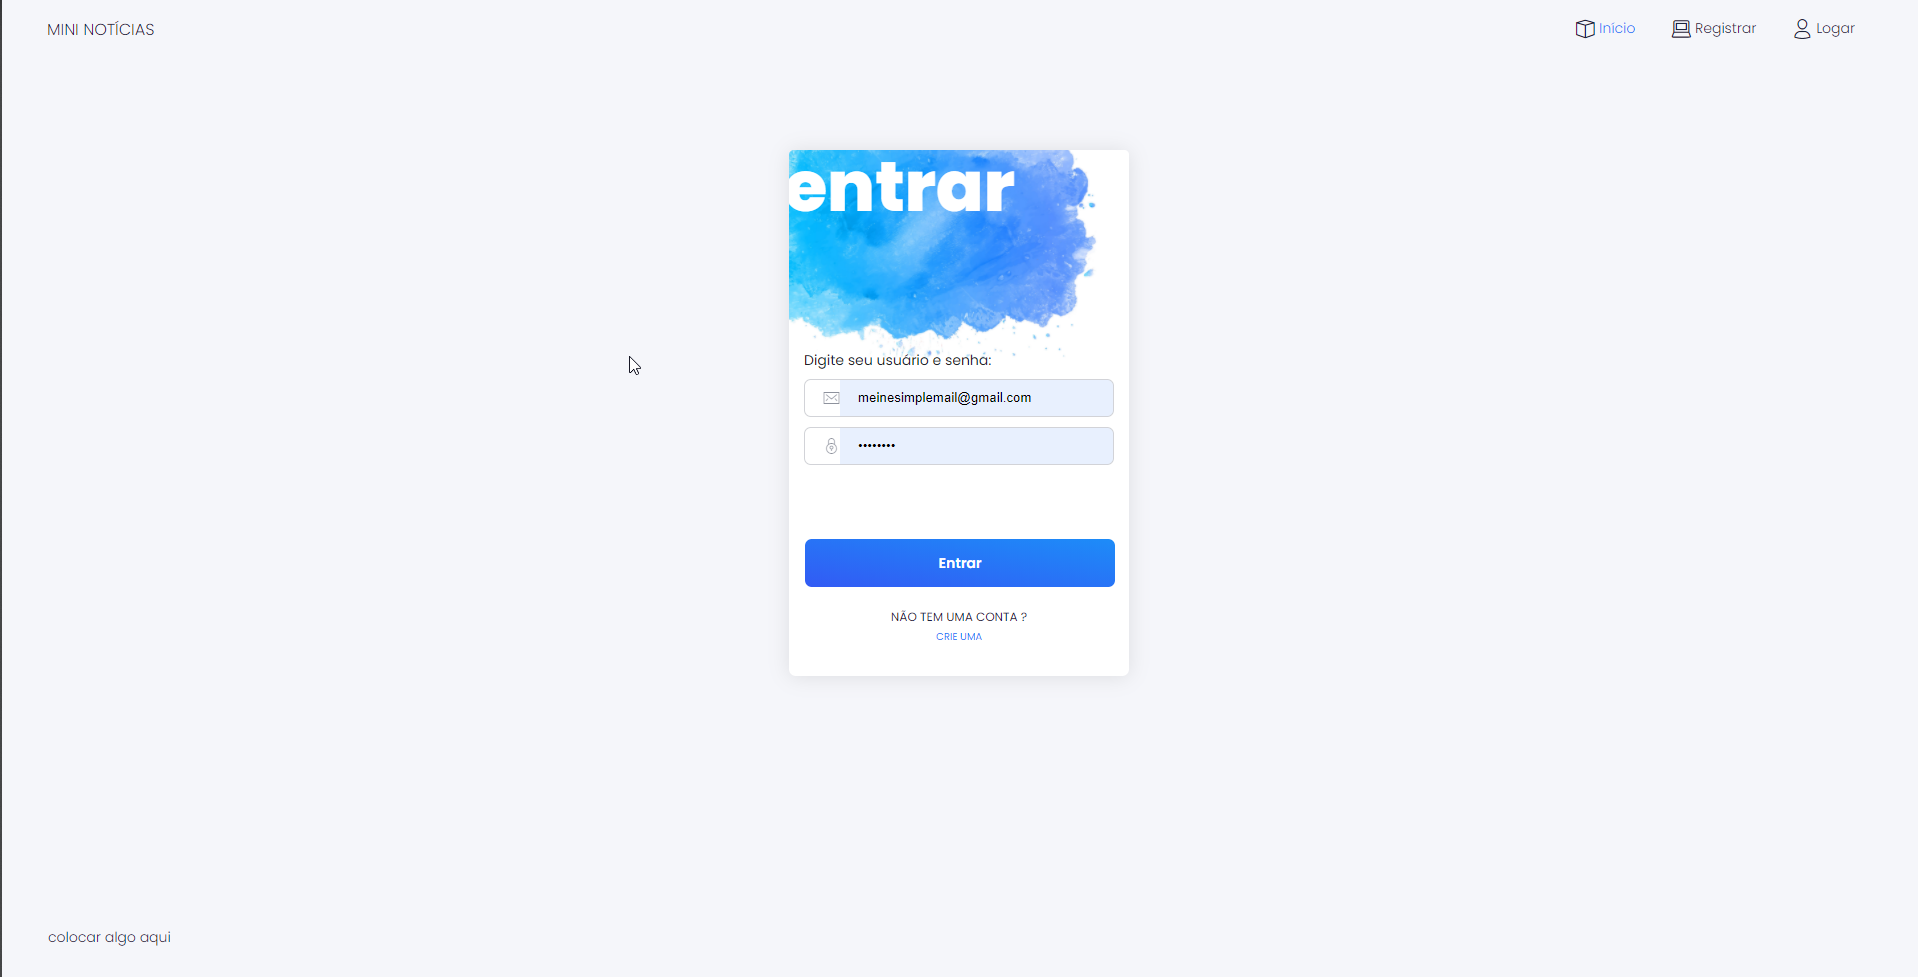 MINI NOTÍCIAS
Início
Registrar
Logar
entrar
Digite seu usuário e senha:
meinesimplemail@gmail.com
••••••••
Entrar
NÃO TEM UMA CONTA ?
CRIE UMA
colocar algo aqui